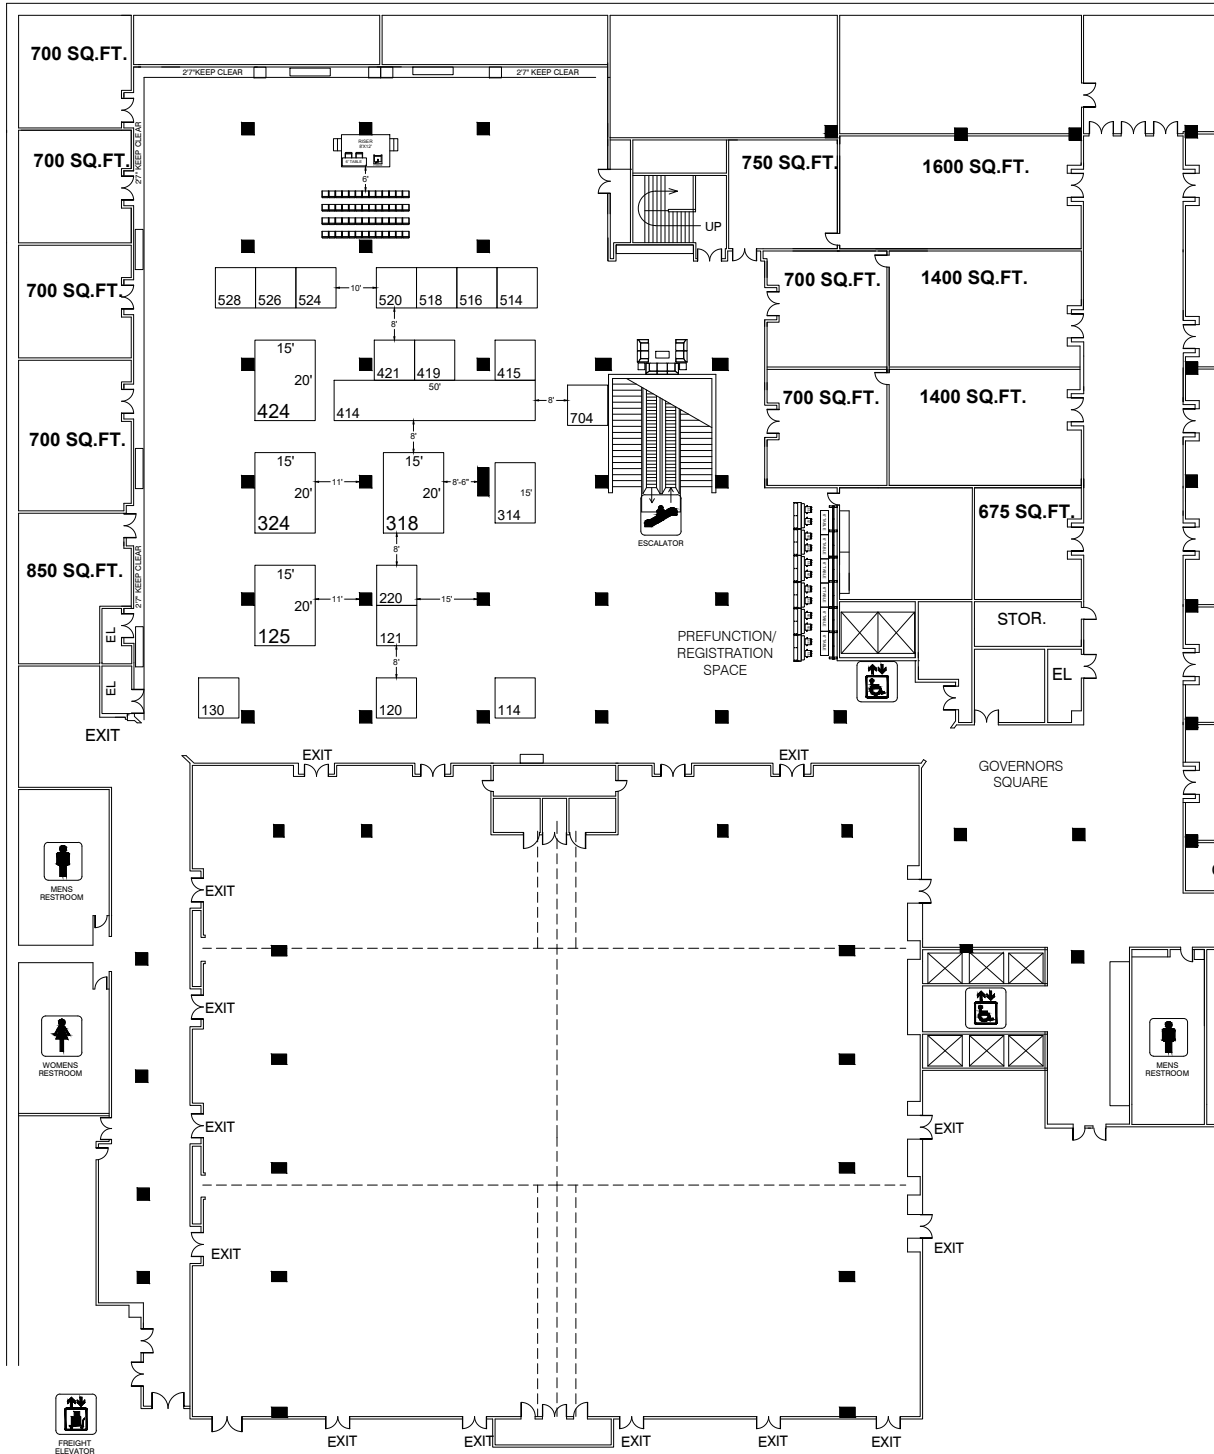 700 SQ.FT.
2'7"KEEP CLEAR
2'7" KEEP CLEAR
2'7" KEEP CLEAR
RISER
8'X12'
6' TABLE
6'
700 SQ.FT.
750 SQ.FT.
1600 SQ.FT.
UP
700 SQ.FT.
700 SQ.FT.
1400 SQ.FT.
528
526
524
10'
520
518
516
514
8'
15'
20'
424
421
419
415
50'
414
8'
704
700 SQ.FT.
1400 SQ.FT.
700 SQ.FT.
8'
15'
20'
324
11'
15'
20'
318
8'-6"
15'
314
ESCALATOR
675 SQ.FT.
850 SQ.FT.
2'7" KEEP CLEAR
8'
15'
20'
125
11'
220
15'
121
EL
PREFUNCTION/
REGISTRATION
SPACE
STOR.
8'
EL
EL
130
120
114
EXIT
EXIT
EXIT
GOVERNORS
SQUARE
MENS
RESTROOM
EXIT
EXIT
WOMENS
RESTROOM
MENS
RESTROOM
EXIT
EXIT
EXIT
EXIT
EXIT
EXIT
EXIT
EXIT
EXIT
EXIT
FREIGHT
ELEVATOR